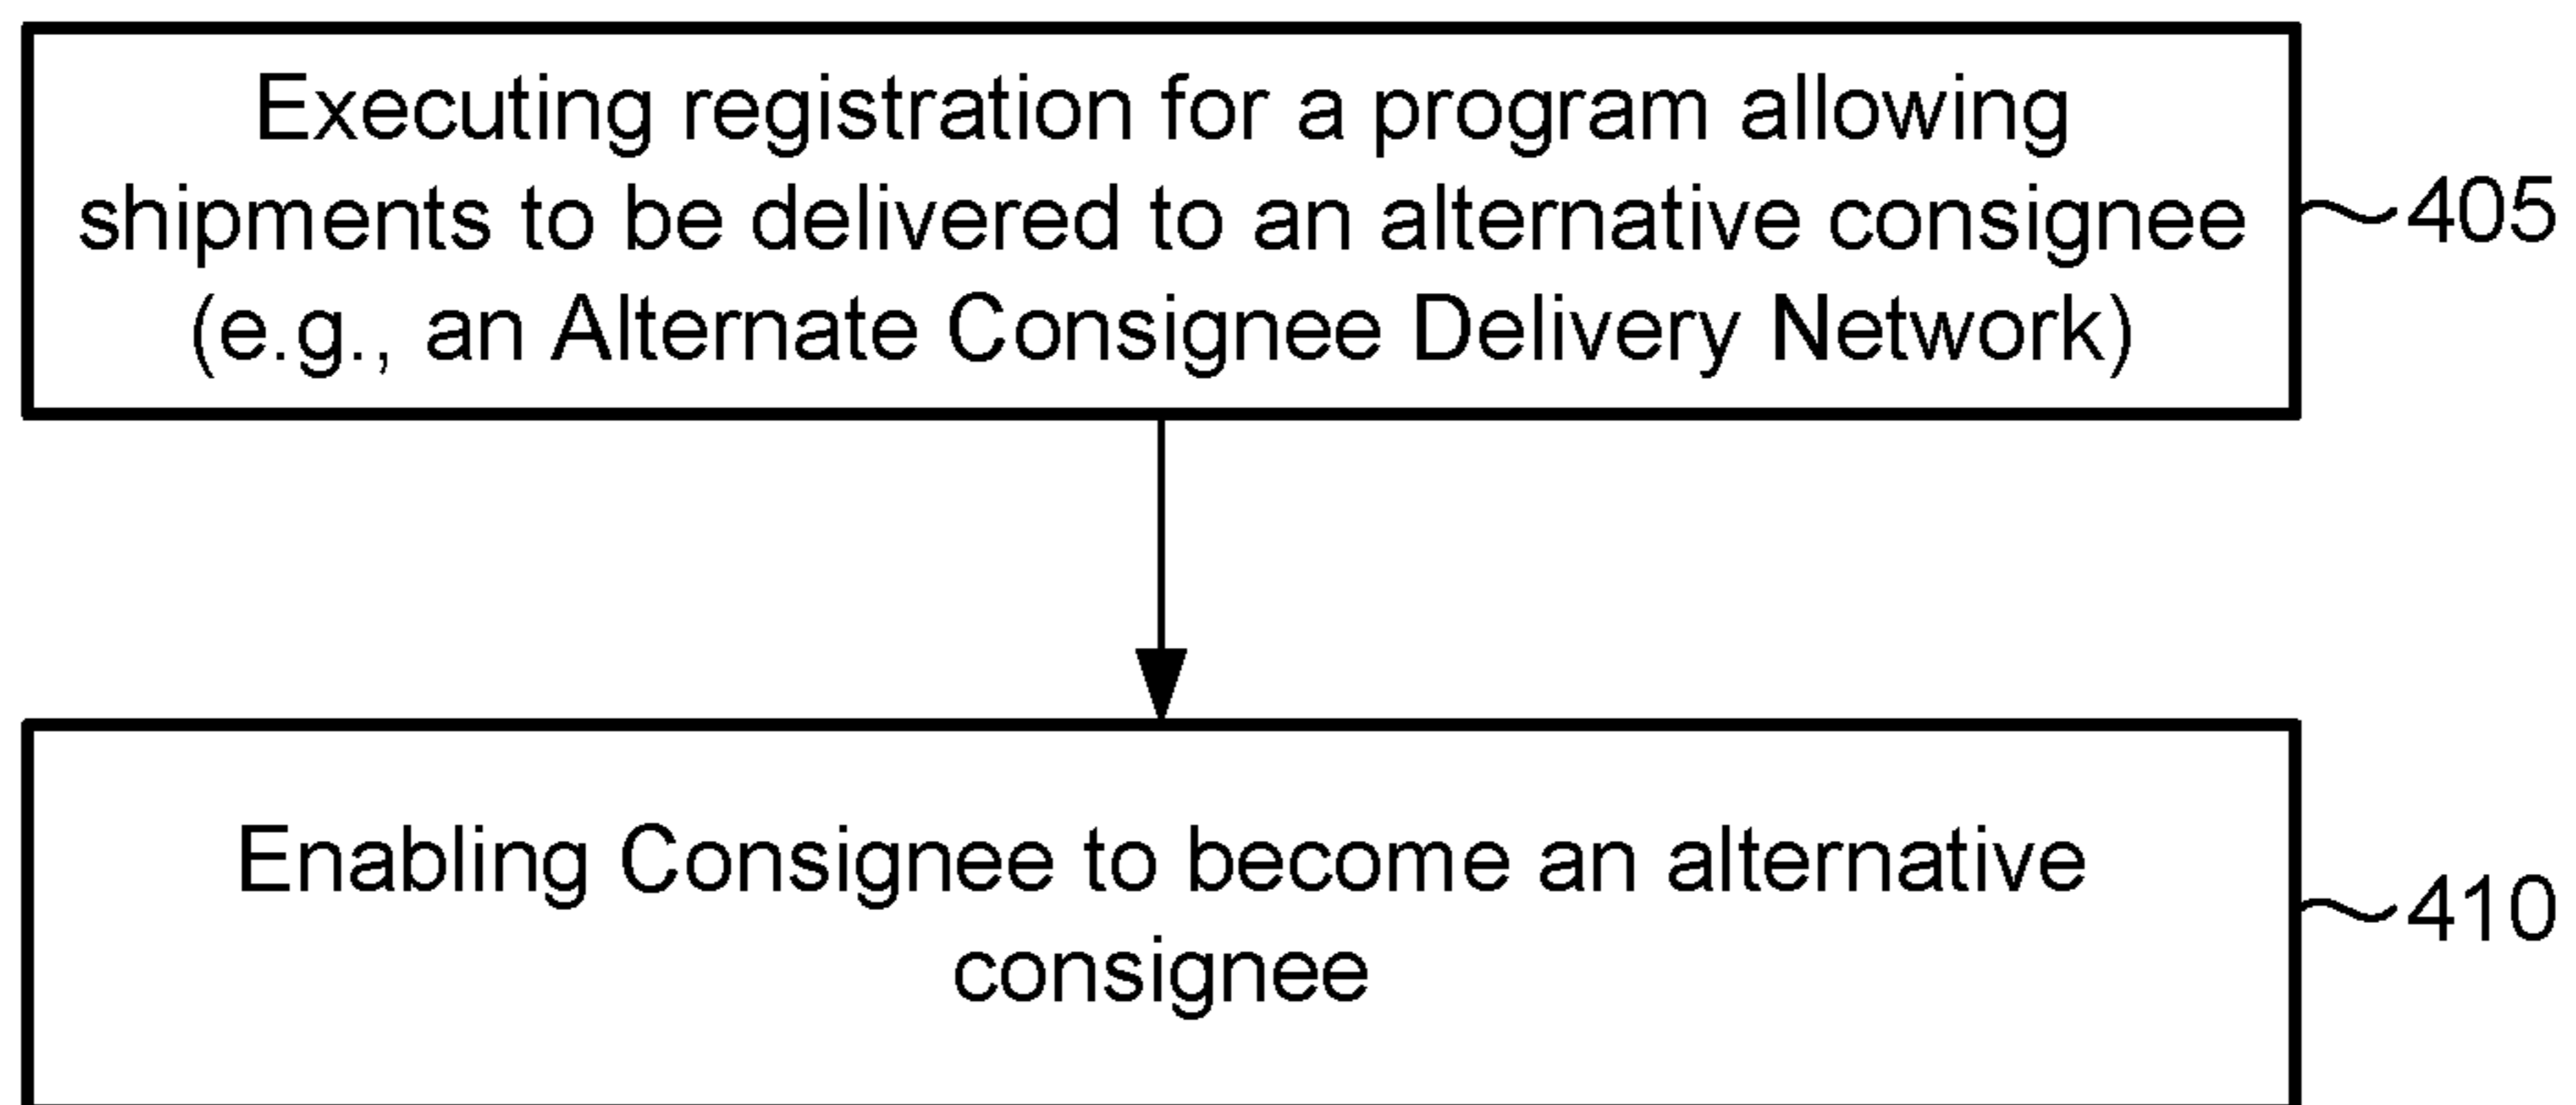 Executing registration for a program allowing
shipments to be delivered to an alternative consignee
(e.g., an Alternate Consignee Delivery Network)
405
Enabling Consignee to become an alternative
consignee
410